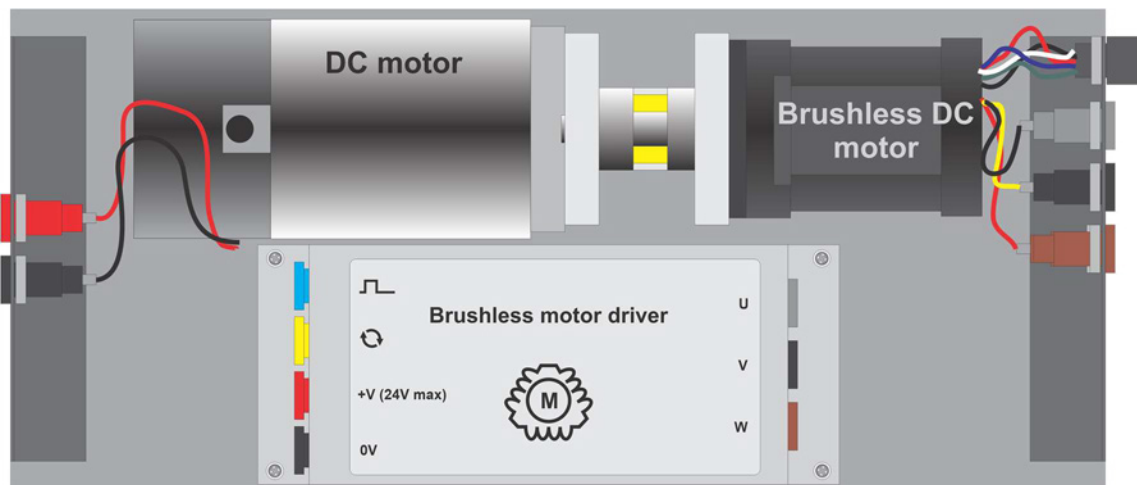 DC motor
Brushless DC
motor
Brushless motor driver
+V (24V max)
0V
M
U
V
W